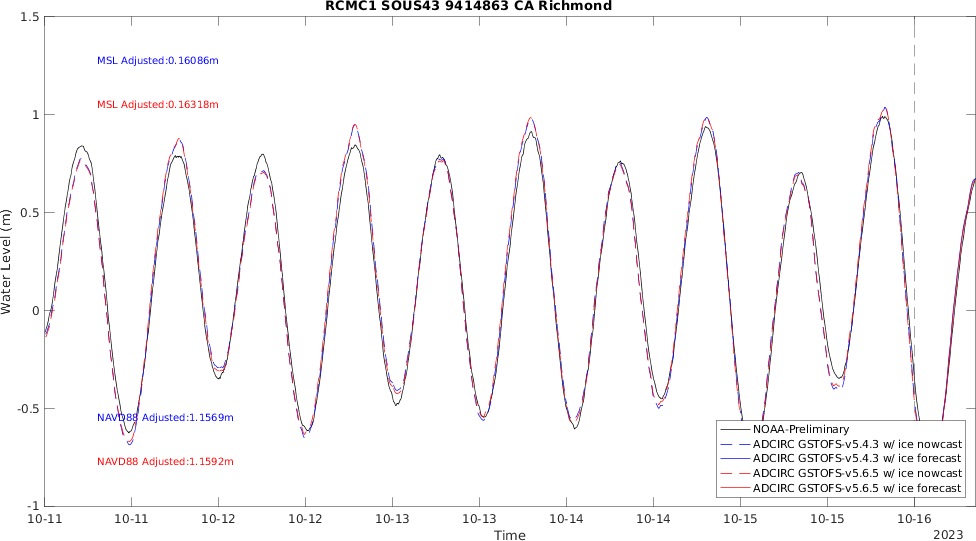 RCMC1 SOUS43 9414863 CA Richmond
1.5
1
0.5
0
-0.5
-1
Water Level (m)
MSL Adjusted:0.16086m
MSL Adjusted:0.16318m
NAVD88 Adjusted:1.1569m
NAVD88 Adjusted:1.1592m
NOAA-Preliminary
ADCIRC GSTOFS-v5.4.3 w/ ice nowcast
ADCIRC GSTOFS-v5.4.3 w/ ice forecast
ADCIRC GSTOFS-v5.6.5 w/ ice nowcast
ADCIRC GSTOFS-v5.6.5 w/ ice forecast
10-11 10-11 10-12 10-12 10-13 10-13 10-14 10-14 10-15 10-15 10-16
Time
2023